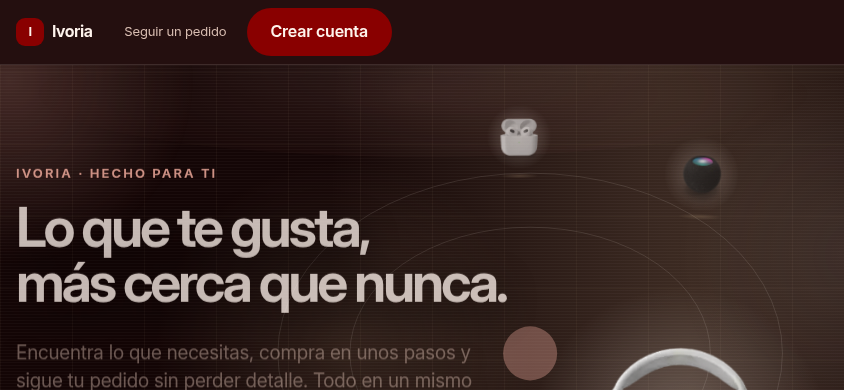 I Ivoria Seguir un pedido Crear cuenta
IVORIA · HECHO PARA TI
Lo que te gusta,
más cerca que nunca.
Encuentra lo que necesitas, compra en unos pasos y
sigue tu pedido sin perder detalle. Todo en un mismo